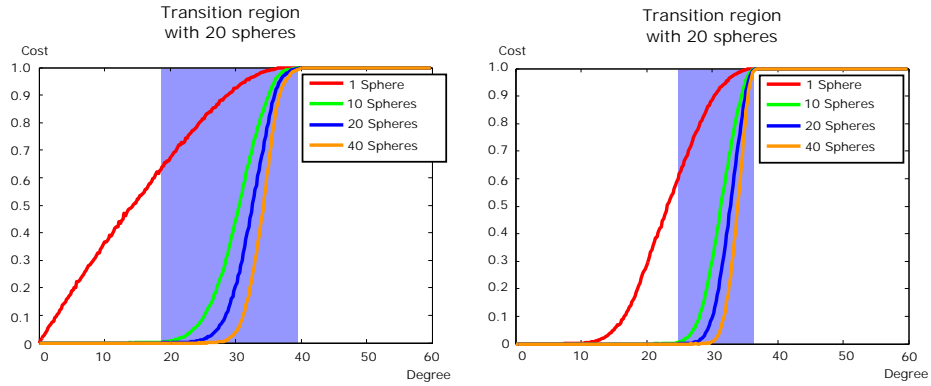 Transition region
with 20 spheres
Cost
1.0
0.9
0.8
0.7
0.6
0.5
0.4
0.3
0.2
0.1
0
0
10
20
30
40
50
60
Degree
1 Sphere
10 Spheres
20 Spheres
40 Spheres
Transition region
with 20 spheres
Cost
1.0
0.9
0.8
0.7
0.6
0.5
0.4
0.3
0.2
0.1
0
0
10
20
30
40
50
60
Degree
1 Sphere
10 Spheres
20 Spheres
40 Spheres